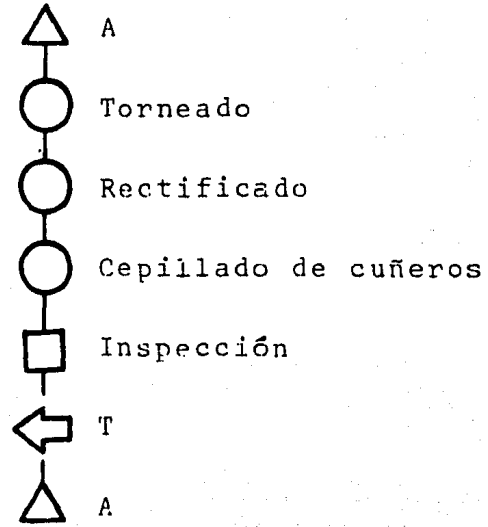 A
Torneado
Rectificado
Cepillado de cuñeros
Inspección
T
A